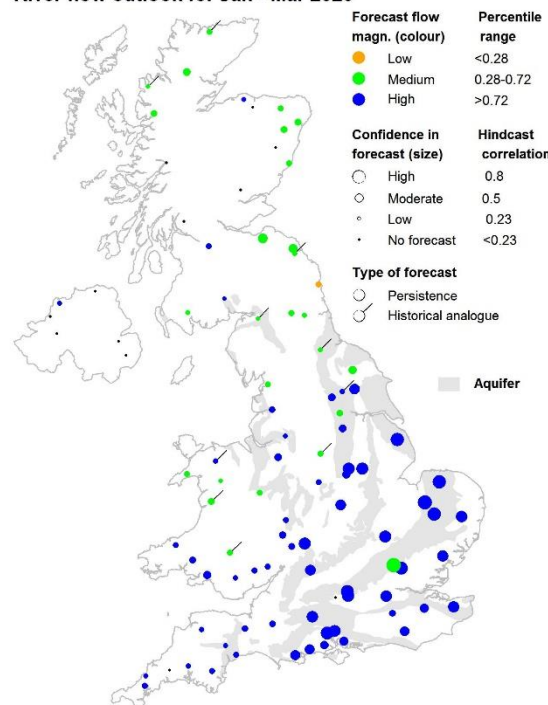 River flow outlook for Jan - Mar
Forecast flow Percentile
magn. (colour) range
Low <0.28
Medium 0.28-0.72
High >0.72
Confidence in Hindcast
forecast (size) correlation
High 0.8
Moderate 0.5
Low 0.23
No forecast <0.23
Type of forecast
Persistence
Historical analogue
Aquifer